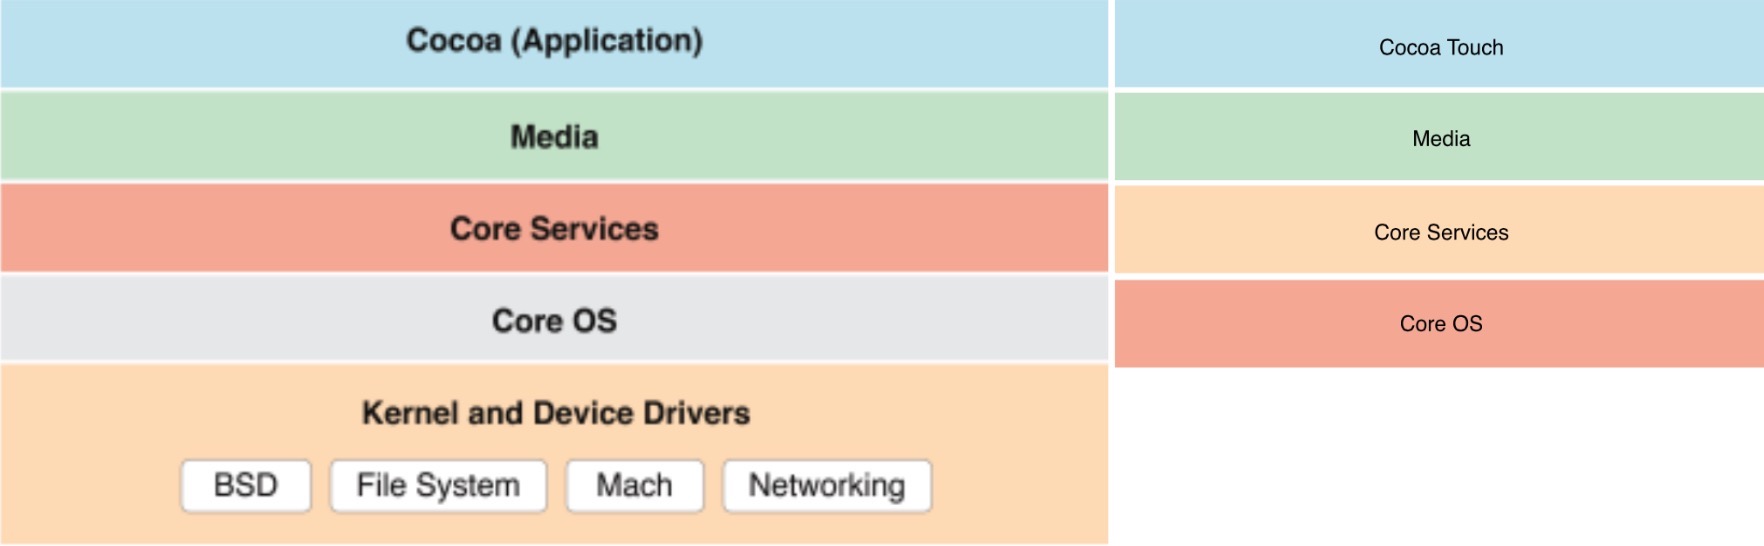 Cocoa (Application)
Media
Core Services
Core OS
Kernel and Device Drivers
BSD
File System
Mach
Networking
Cocoa Touch
Media
Core Services
Core OS